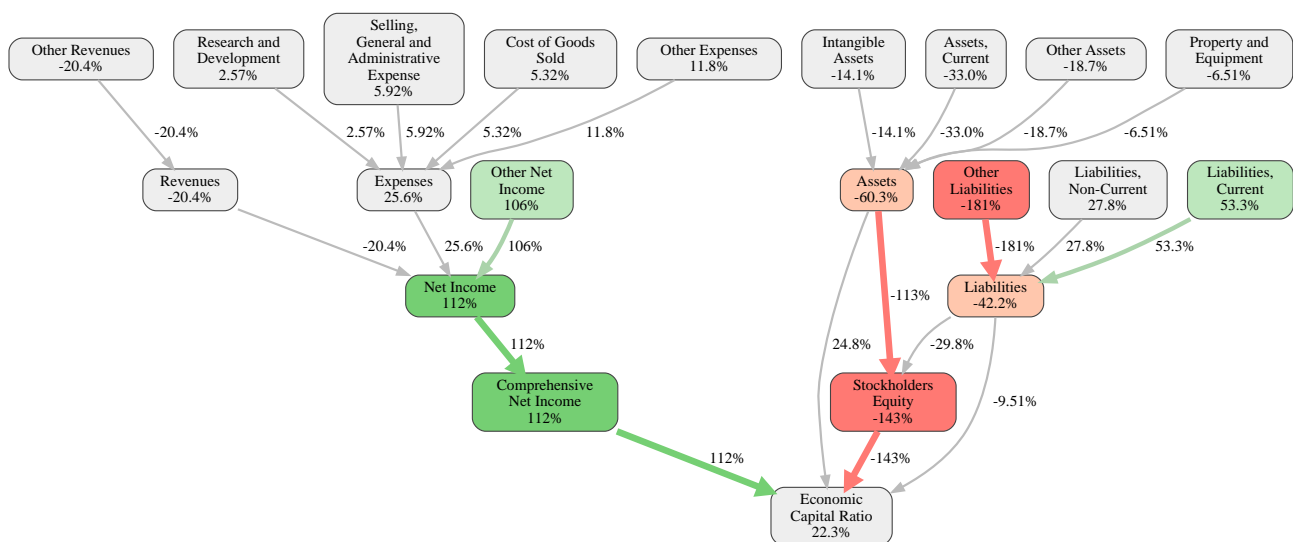 Other Revenues
-20.4%
Research and
Development
2.57%
Selling,
General and
Administrative
Expense
5.92%
Cost of Goods
Sold
5.32%
Other Expenses
11.8%
Intangible
Assets
-14.1%
Assets,
Current
-33.0%
Other Assets
-18.7%
Property and
Equipment
-6.51%
-20.4%
2.57%
5.92%
5.32%
11.8%
-14.1%
-33.0%
-18.7%
-6.51%
Revenues
-20.4%
Expenses
25.6%
Other Net
Income
106%
Assets
-60.3%
Other
Liabilities
-181%
Liabilities,
Non-Current
27.8%
Liabilities,
Current
53.3%
-20.4%
25.6%
106%
-181%
27.8%
53.3%
Net Income
112%
-113%
Liabilities
-42.2%
112%
24.8%
-29.8%
Comprehensive
Net Income
112%
Stockholders
Equity
-143%
-9.51%
112%
-143%
Economic
Capital Ratio
22.3%